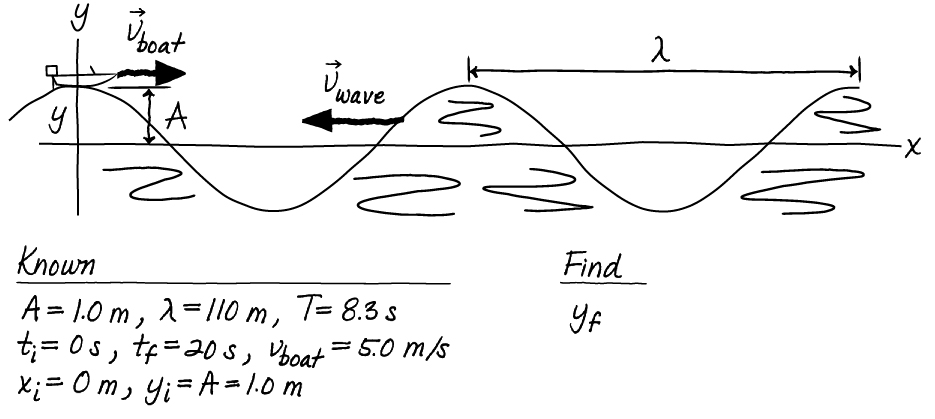 y
v⃗boat
λ
v⃗wave
y
A
x
Known
A = 1.0 m, λ = 110 m, T = 8.3 s
ti = 0 s, tf = 20 s, vboat = 5.0 m/s
xi = 0 m, yi = A = 1.0 m
Find
yf